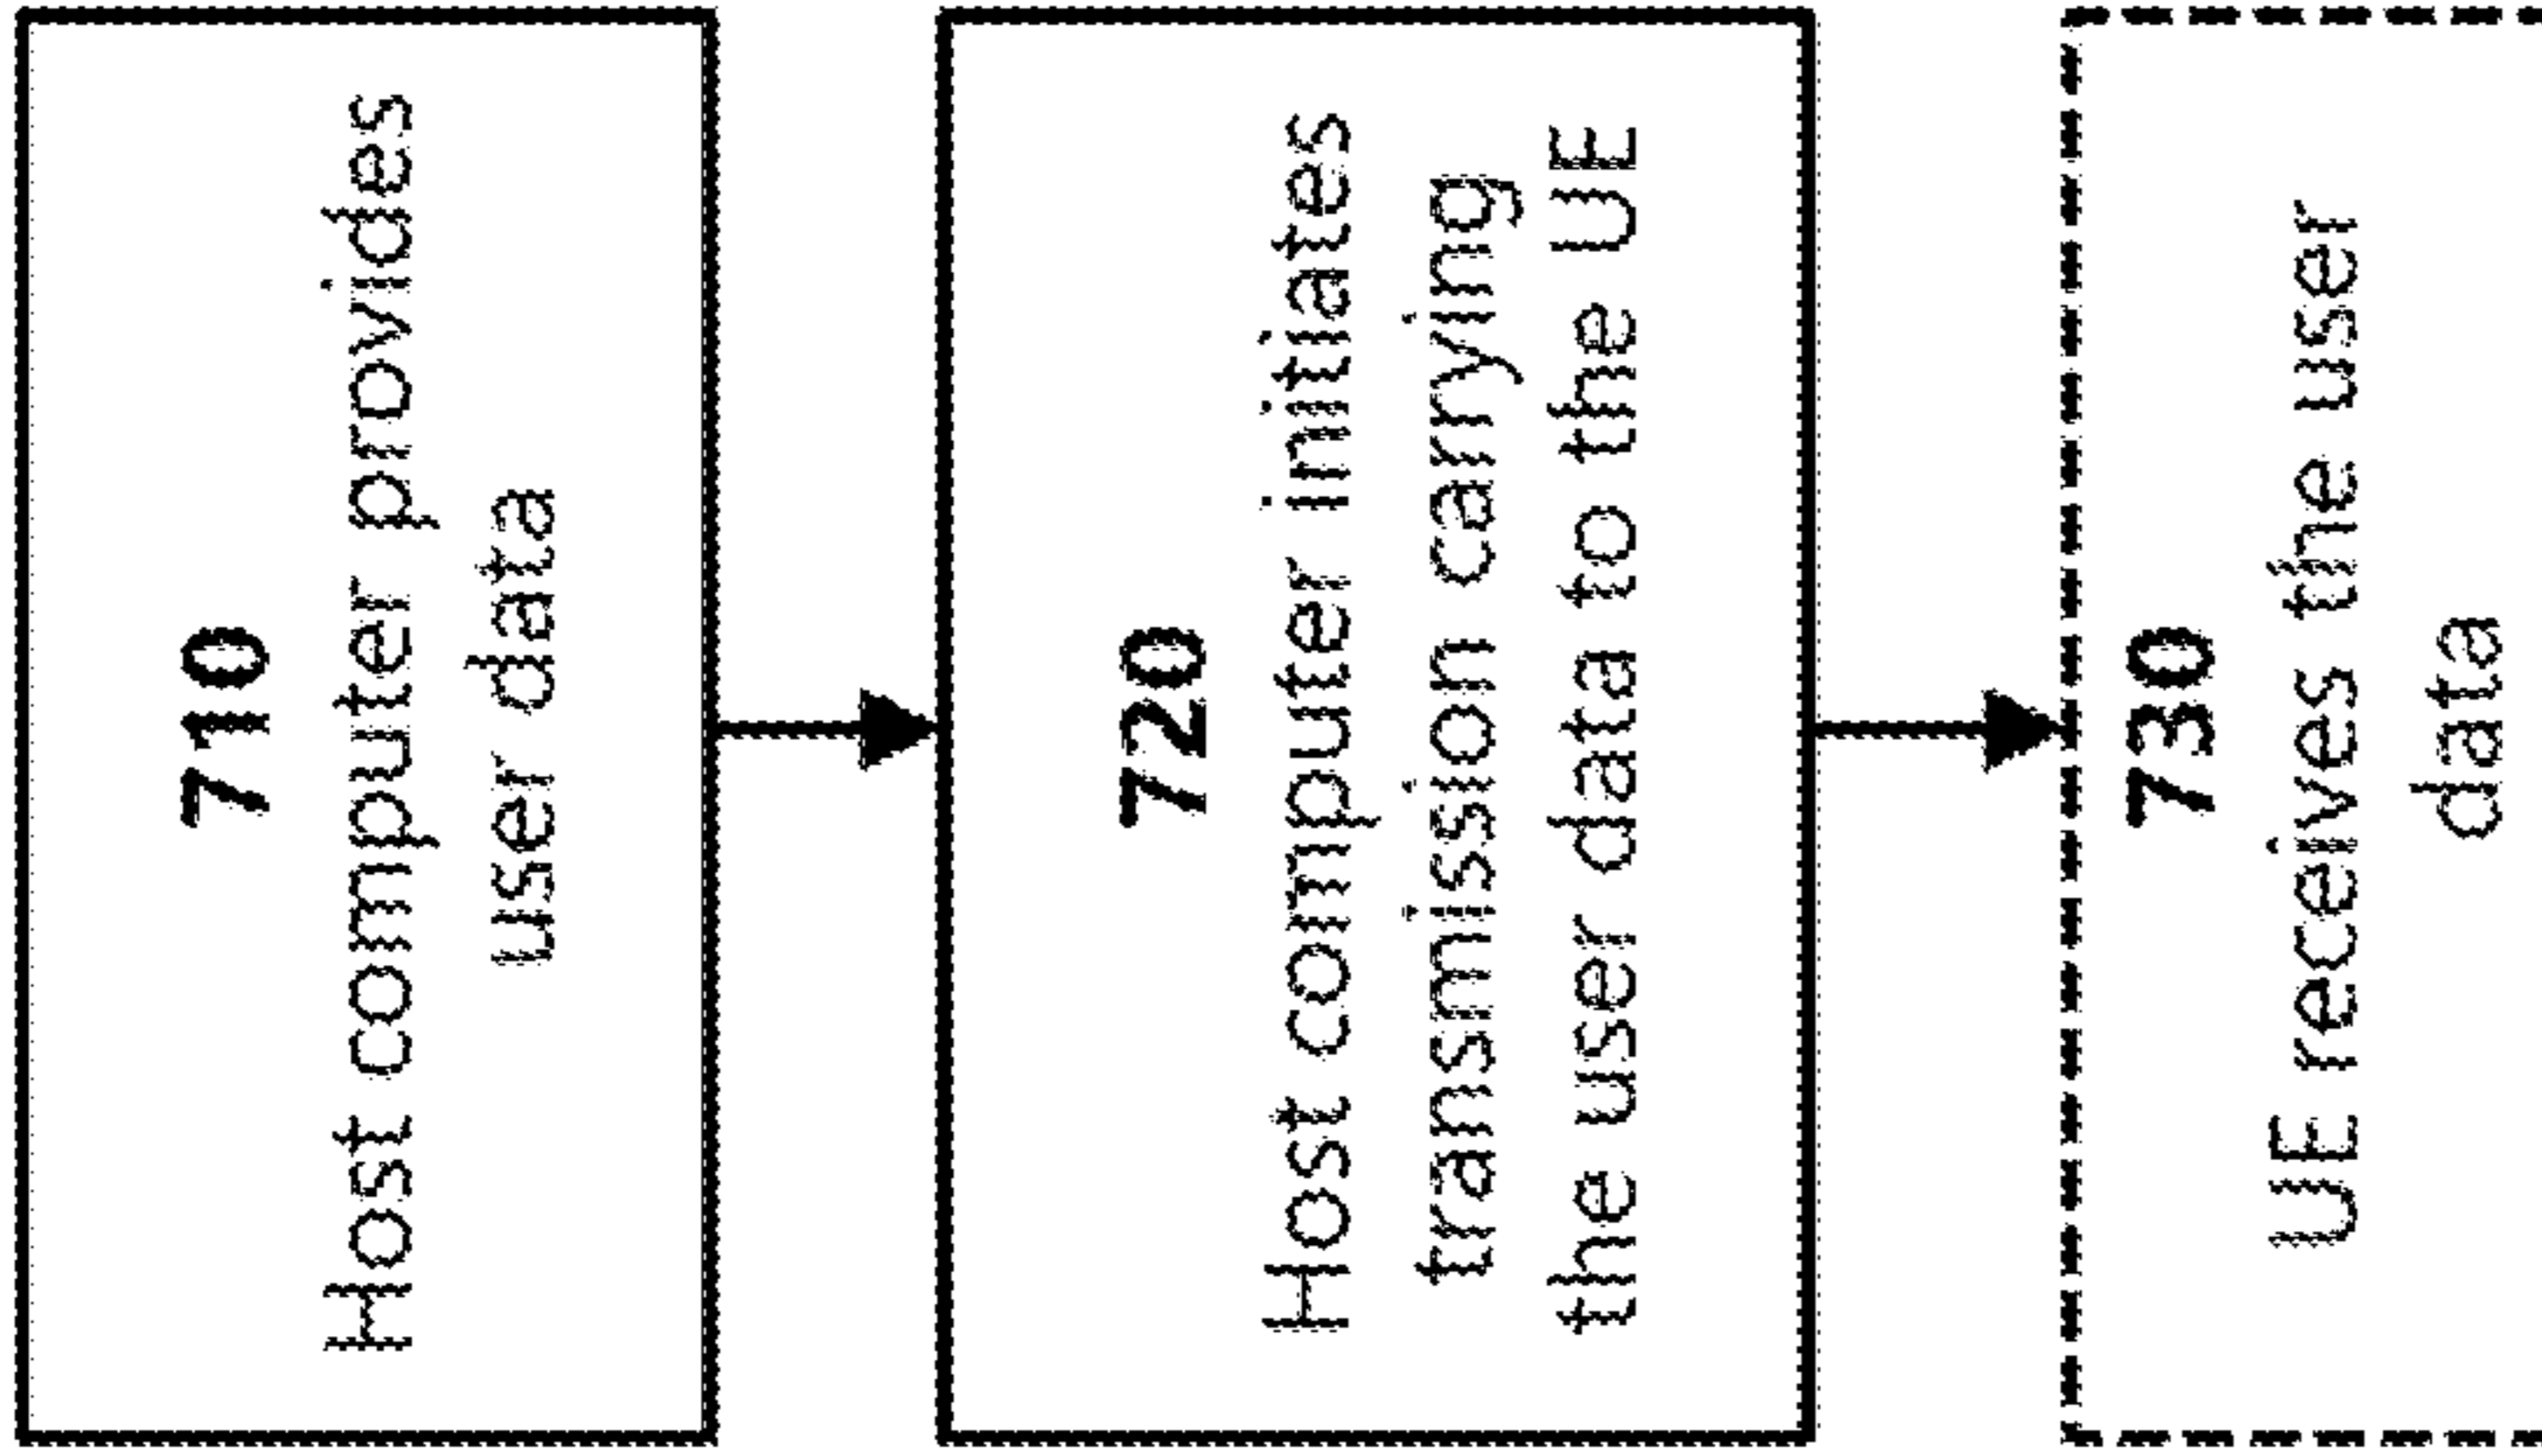 710
Host computer provides
user data
720
Host computer initiates
transmission carrying
the user data to the UE
730
UE receives the user
data